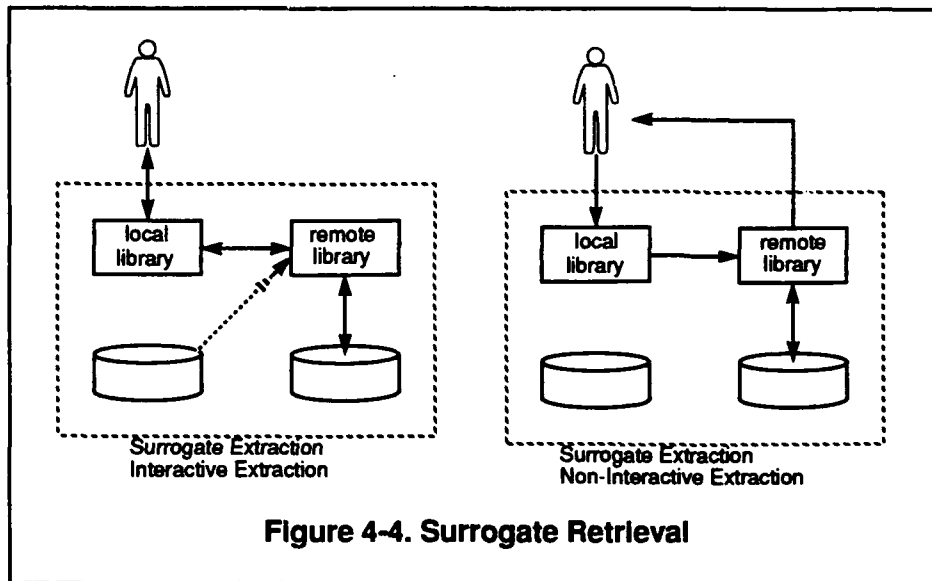 local
library
remote
library
Surrogate Extraction
Interactive Extraction
local
library
remote
library
Surrogate Extraction
Non-Interactive Extraction
Figure 4-4. Surrogate Retrieval